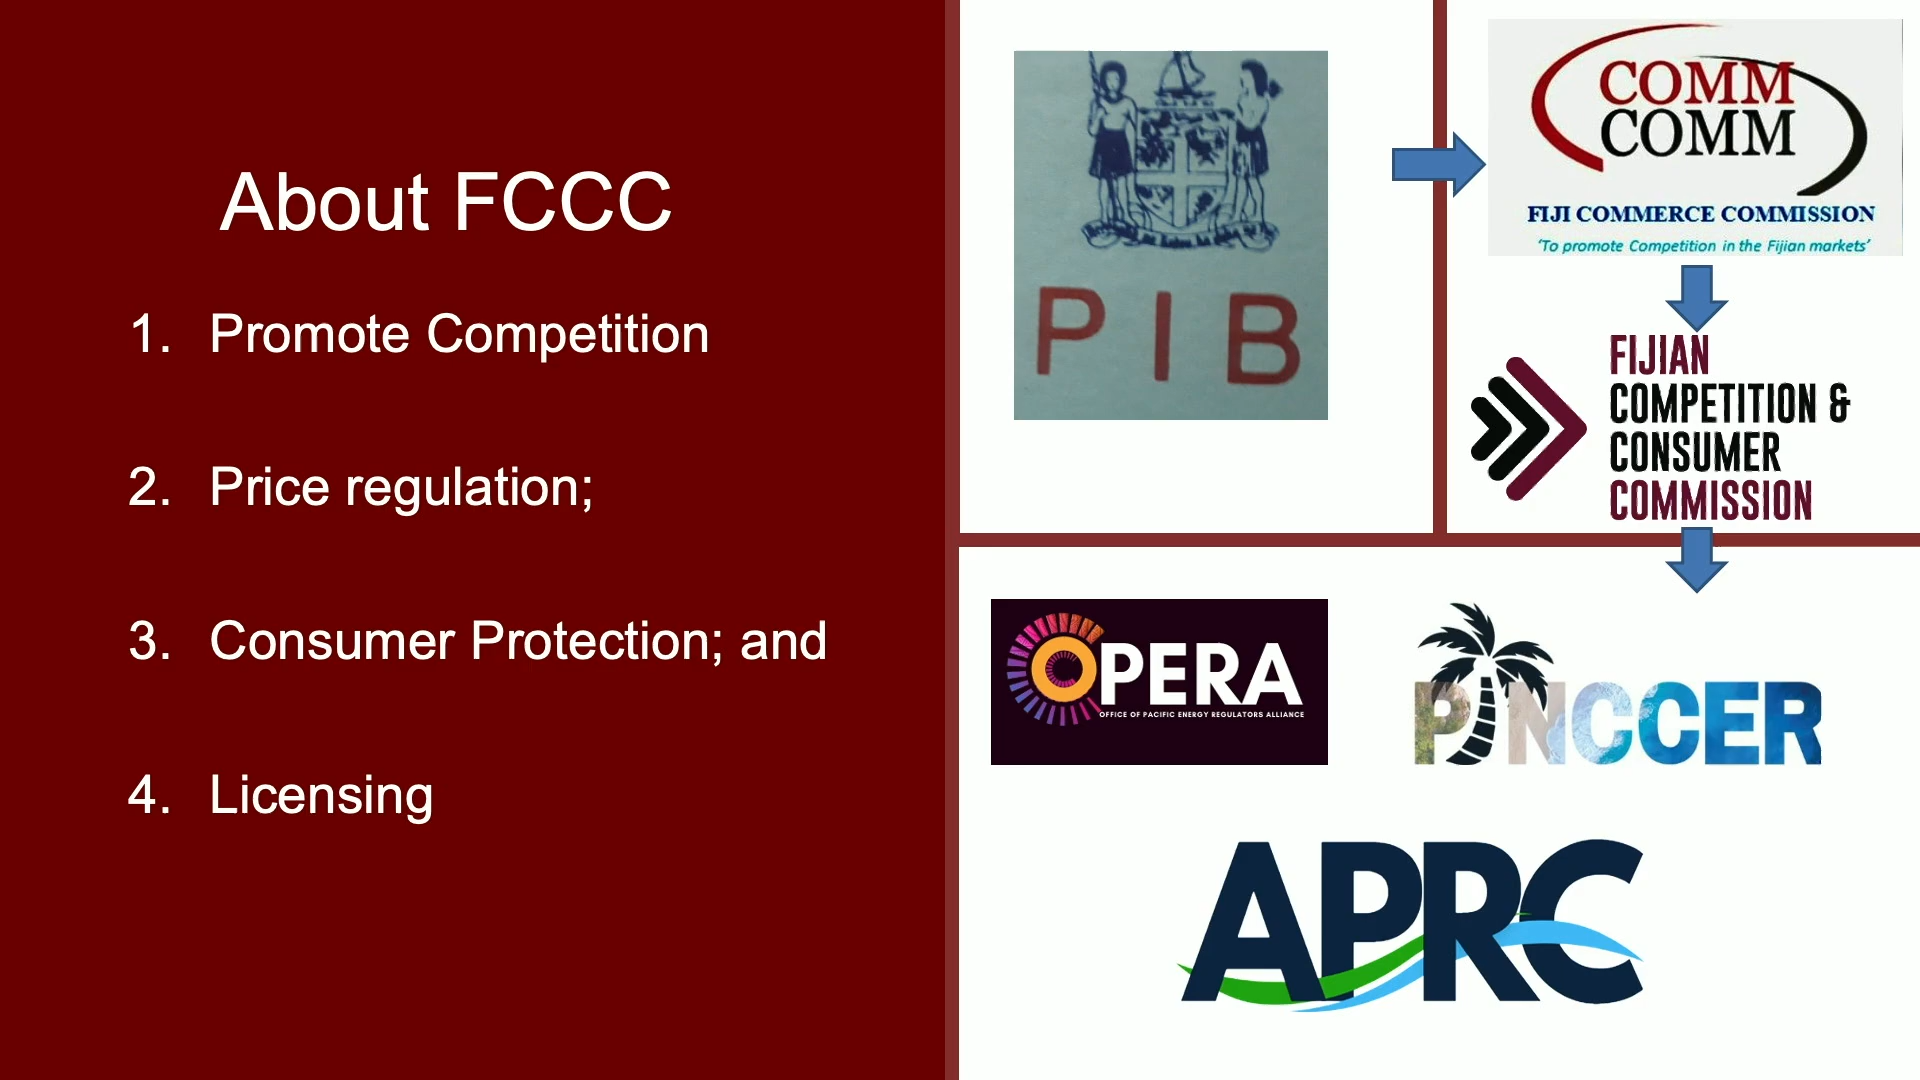 About FCCC
1. Promote Competition
2. Price regulation;
3. Consumer Protection; and
4. Licensing
P I B
COMM
COMM
FIJI COMMERCE COMMISSION
‘To promote Competition in the Fijian markets’
FIJIAN
COMPETITION &
CONSUMER
COMMISSION
OPERA
OFFICE OF PACIFIC ENERGY REGULATORS ALLIANCE
PINCCER
APRC